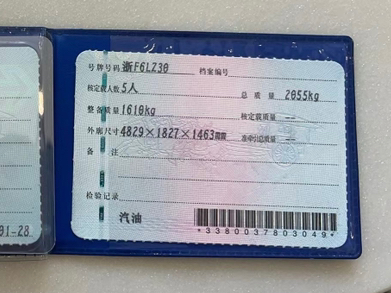 号牌号码 浙F6LZ30 档案编号
核定载人数 5人 总质量 2055kg
整备质量 1610kg 核定载质量 --
外廓尺寸 4829×1827×1463mm 准牵引总质量 --
备注
检验记录
汽油
*3380037803049*
01-28